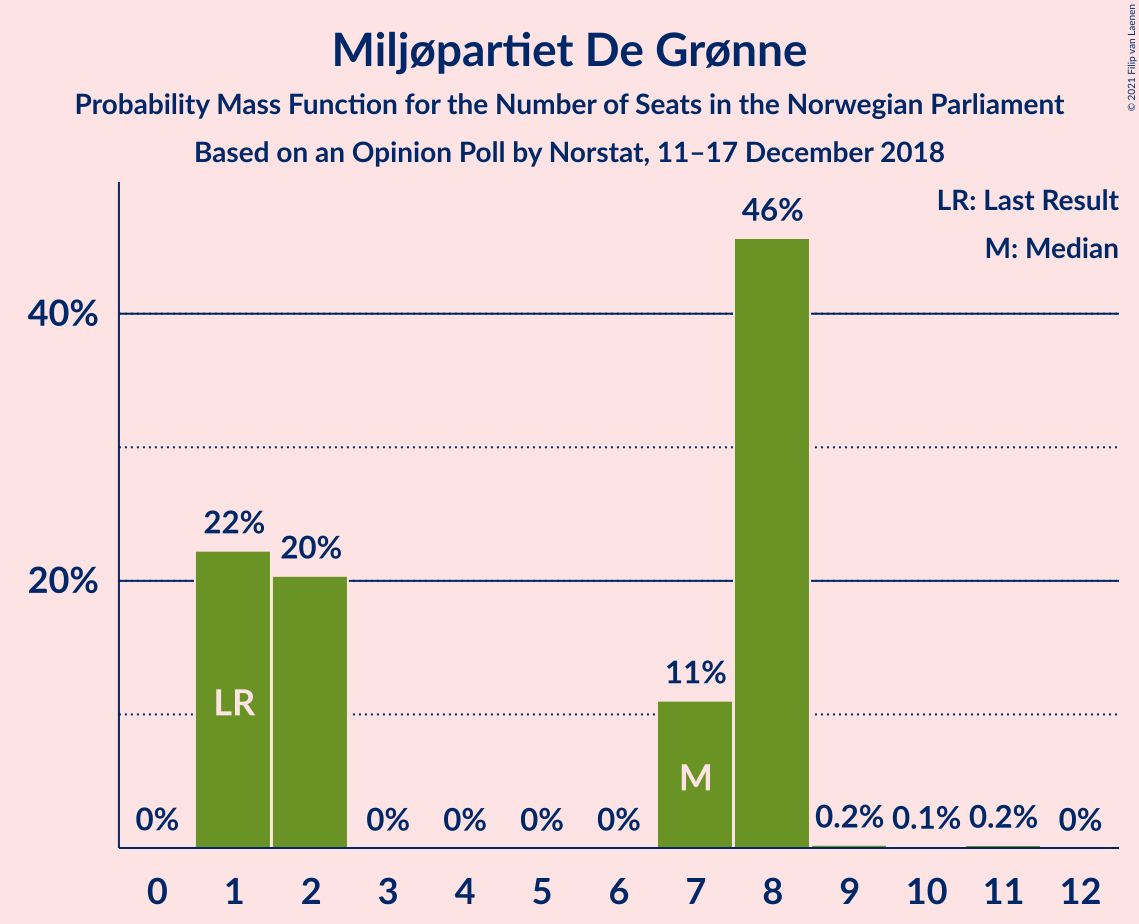 Miljøpartiet De Grønne
Probability Mass Function for the Number of Seats in the Norwegian Parliament
Based on an Opinion Poll by Norstat, 11–17 December 2018
© 2021 Filip van Laenen
LR: Last Result
M: Median
40%
20%
0% 22% 20% 0% 0% 0% 0% 11% 46% 0.2% 0.1% 0.2% 0%
LR
M
0 1 2 3 4 5 6 7 8 9 10 11 12